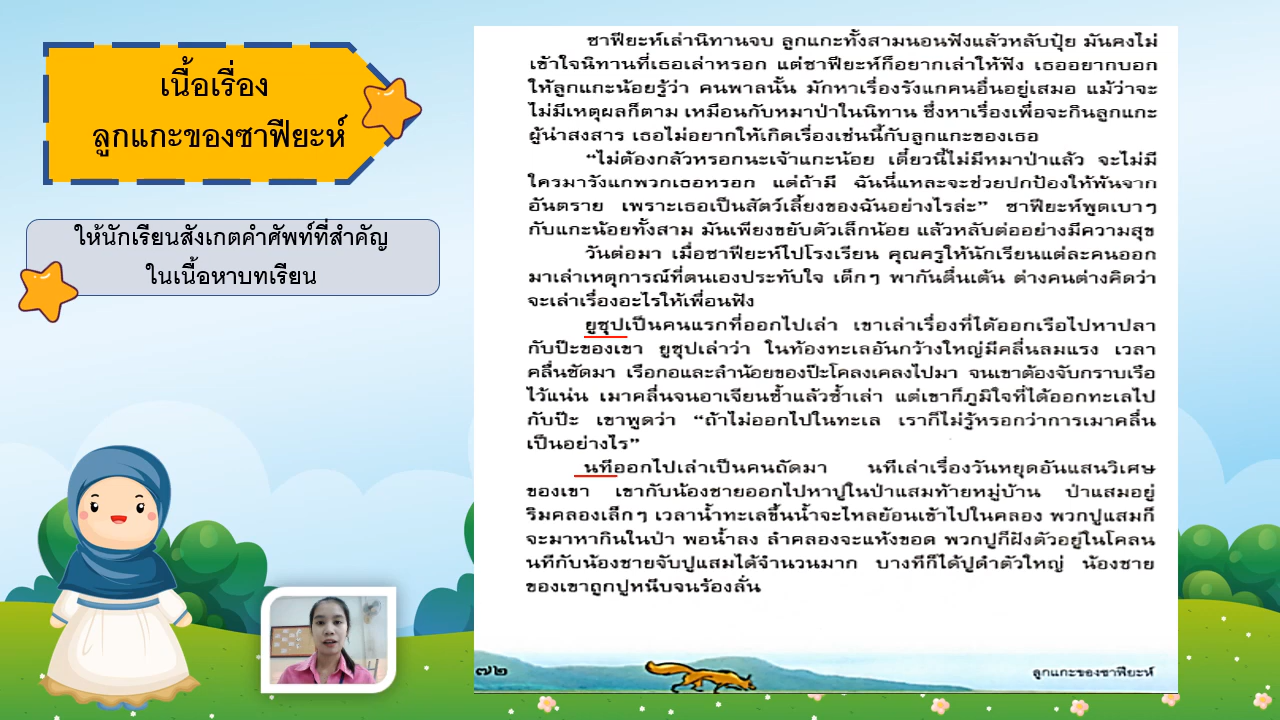 เนื้อเรื่อง
ลูกแกะของซาฟียะห์
ให้นักเรียนสังเกตคำศัพท์ที่สำคัญ
ในเนื้อหาบทเรียน
ซาฟียะห์เล่านิทานจบ ลูกแกะทั้งสามนอนฟังแล้วหลับปุ๋ย มันคงไม่
เข้าใจนิทานที่เธอเล่าหรอก แต่ซาฟียะห์ก็อยากเล่าให้ฟัง เธออยากบอก
ให้ลูกแกะน้อยรู้ว่า คนพาลนั้น มักหาเรื่องรังแกคนอื่นอยู่เสมอ แม้ว่าจะ
ไม่มีเหตุผลก็ตาม เหมือนกับหมาป่าในนิทาน ซึ่งหาเรื่องเพื่อจะกินลูกแกะ
ผู้น่าสงสาร เธอไม่อยากให้เกิดเรื่องเช่นนี้กับลูกแกะของเธอ
“ไม่ต้องกลัวหรอกนะเจ้าแกะน้อย เดี๋ยวนี้ไม่มีหมาป่าแล้ว จะไม่มี
ใครมารังแกพวกเธอหรอก แต่ถ้ามี ฉันนี่แหละจะช่วยปกป้องให้พ้นจาก
อันตราย เพราะเธอเป็นสัตว์เลี้ยงของฉันอย่างไรล่ะ” ซาฟียะห์พูดเบาๆ
กับแกะน้อยทั้งสาม มันเพียงขยับตัวเล็กน้อย แล้วหลับต่ออย่างมีความสุข
วันต่อมา เมื่อซาฟียะห์ไปโรงเรียน คุณครูให้นักเรียนแต่ละคนออก
มาเล่าเหตุการณ์ที่ตนเองประทับใจ เด็กๆ พากันตื่นเต้น ต่างคนต่างคิดว่า
จะเล่าเรื่องอะไรให้เพื่อนฟัง
ยูซุปเป็นคนแรกที่ออกไปเล่า เขาเล่าเรื่องที่ได้ออกเรือไปหาปลา
กับป๊ะของเขา ยูซุปเล่าว่า ในท้องทะเลอันกว้างใหญ่มีคลื่นลมแรง เวลา
คลื่นซัดมา เรือกอและลำน้อยของป๊ะโคลงเคลงไปมา จนเขาต้องจับกราบเรือ
ไว้แน่น เมาคลื่นจนอาเจียนซ้ำแล้วซ้ำเล่า แต่เขาก็ภูมิใจที่ได้ออกทะเลไป
กับป๊ะ เขาพูดว่า “ถ้าไม่ออกไปในทะเล เราก็ไม่รู้หรอกว่าการเมาคลื่น
เป็นอย่างไร”
นทีออกไปเล่าเป็นคนถัดมา นทีเล่าเรื่องวันหยุดอันแสนวิเศษ
ของเขา เขากับน้องชายออกไปหาปูในป่าแสมท้ายหมู่บ้าน ป่าแสมอยู่
ริมคลองเล็กๆ เวลาน้ำทะเลขึ้นน้ำจะไหลย้อนเข้าไปในคลอง พวกปูแสมก็
จะมาหากินในป่า พอน้ำลง ลำคลองจะแห้งขอด พวกปูก็ฝังตัวอยู่ในโคลน
นทีกับน้องชายจับปูแสมได้จำนวนมาก บางทีก็ได้ปูดำตัวใหญ่ น้องชาย
ของเขาถูกปูหนีบจนร้องลั่น
๗๒
ลูกแกะของซาฟียะห์